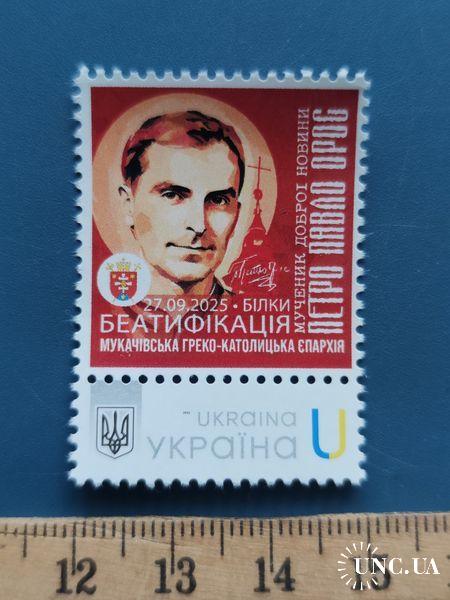 МУЧЕНИК ДОБРОЇ НОВИНИ
ПЕТРО ПАВЛО ОРОС
27.09.2025 • БІЛКИ
БЕАТИФІКАЦІЯ
МУКАЧІВСЬКА ГРЕКО-КАТОЛИЦЬКА ЄПАРХІЯ
UKRAINA
УКРАЇНА U
12 13 14 15
UNC.UA